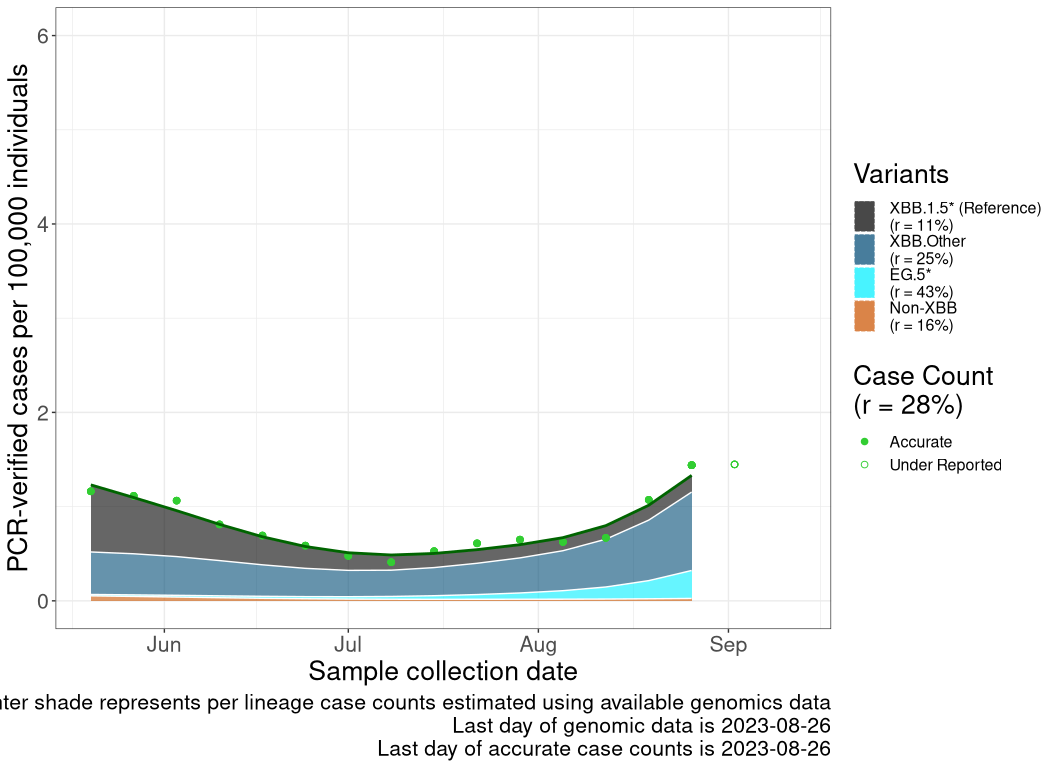 PCR-verified cases per 100,000 individuals
6
4
2
0
Jun Jul Aug Sep
Sample collection date
shade represents per lineage case counts estimated using available genomics data
Last day of genomic data is 2023-08-26
Last day of accurate case counts is 2023-08-26
Variants
XBB.1.5* (Reference)
(r = 11%)
XBB.Other
(r = 25%)
EG.5*
(r = 43%)
Non-XBB
(r = 16%)
Case Count
(r = 28%)
Accurate
Under Reported